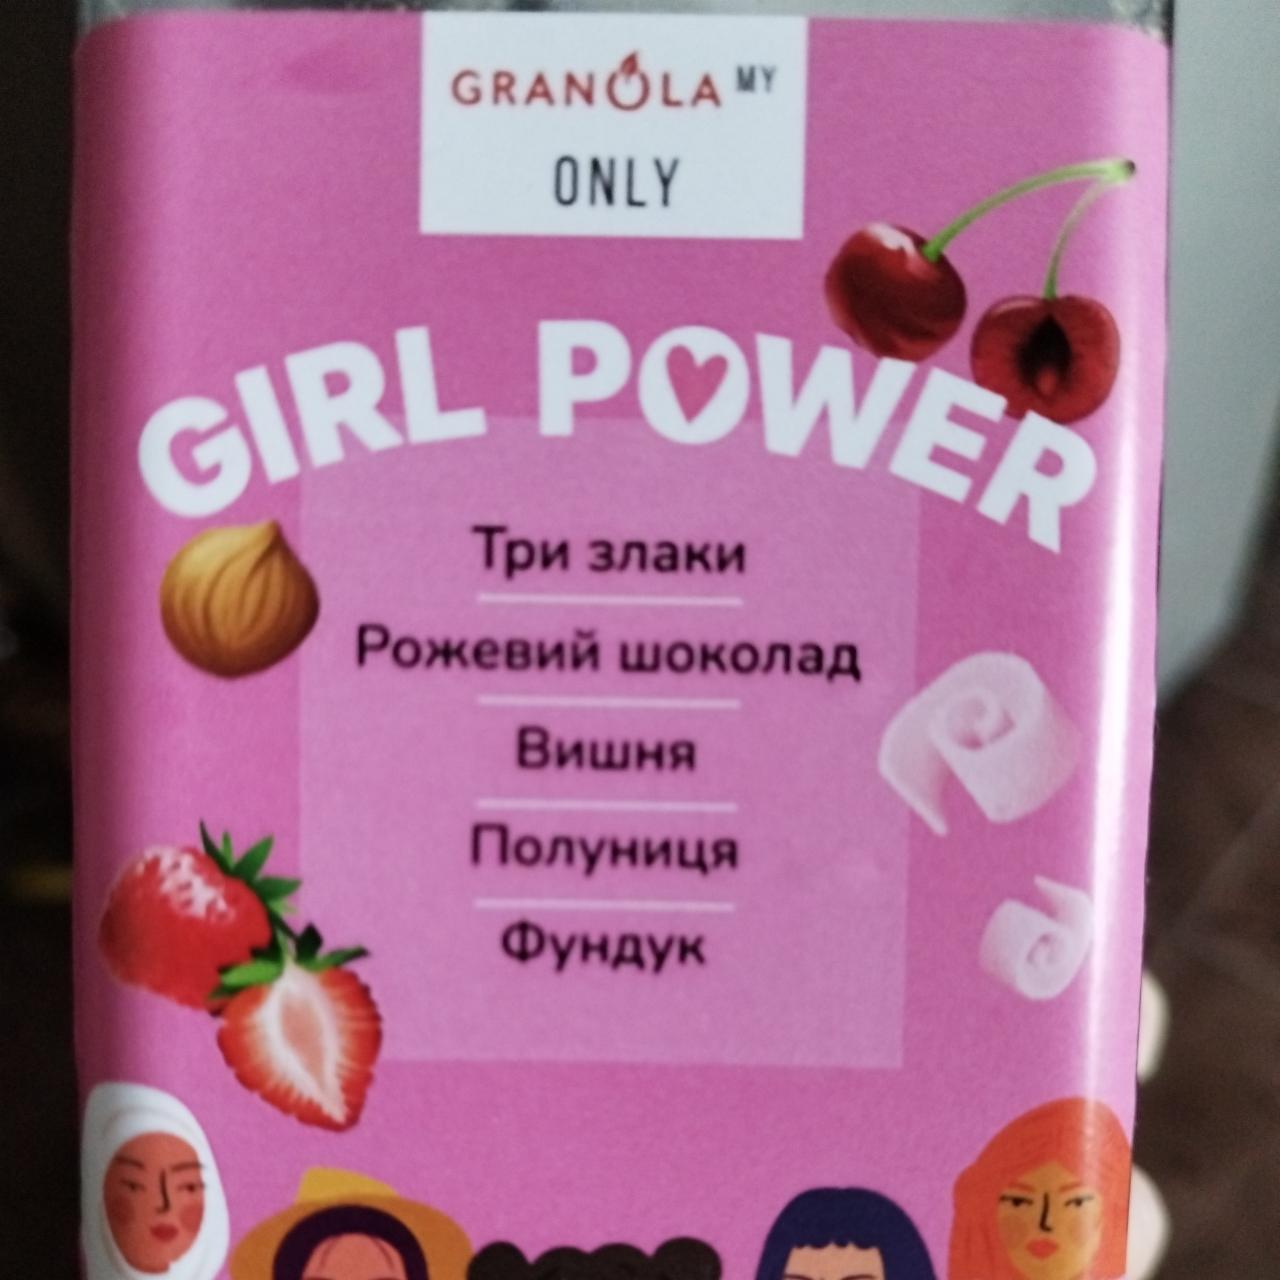 GRANOLA MY
ONLY
GIRL POWER
Три злаки
Рожевий шоколад
Вишня
Полуниця
Фундук